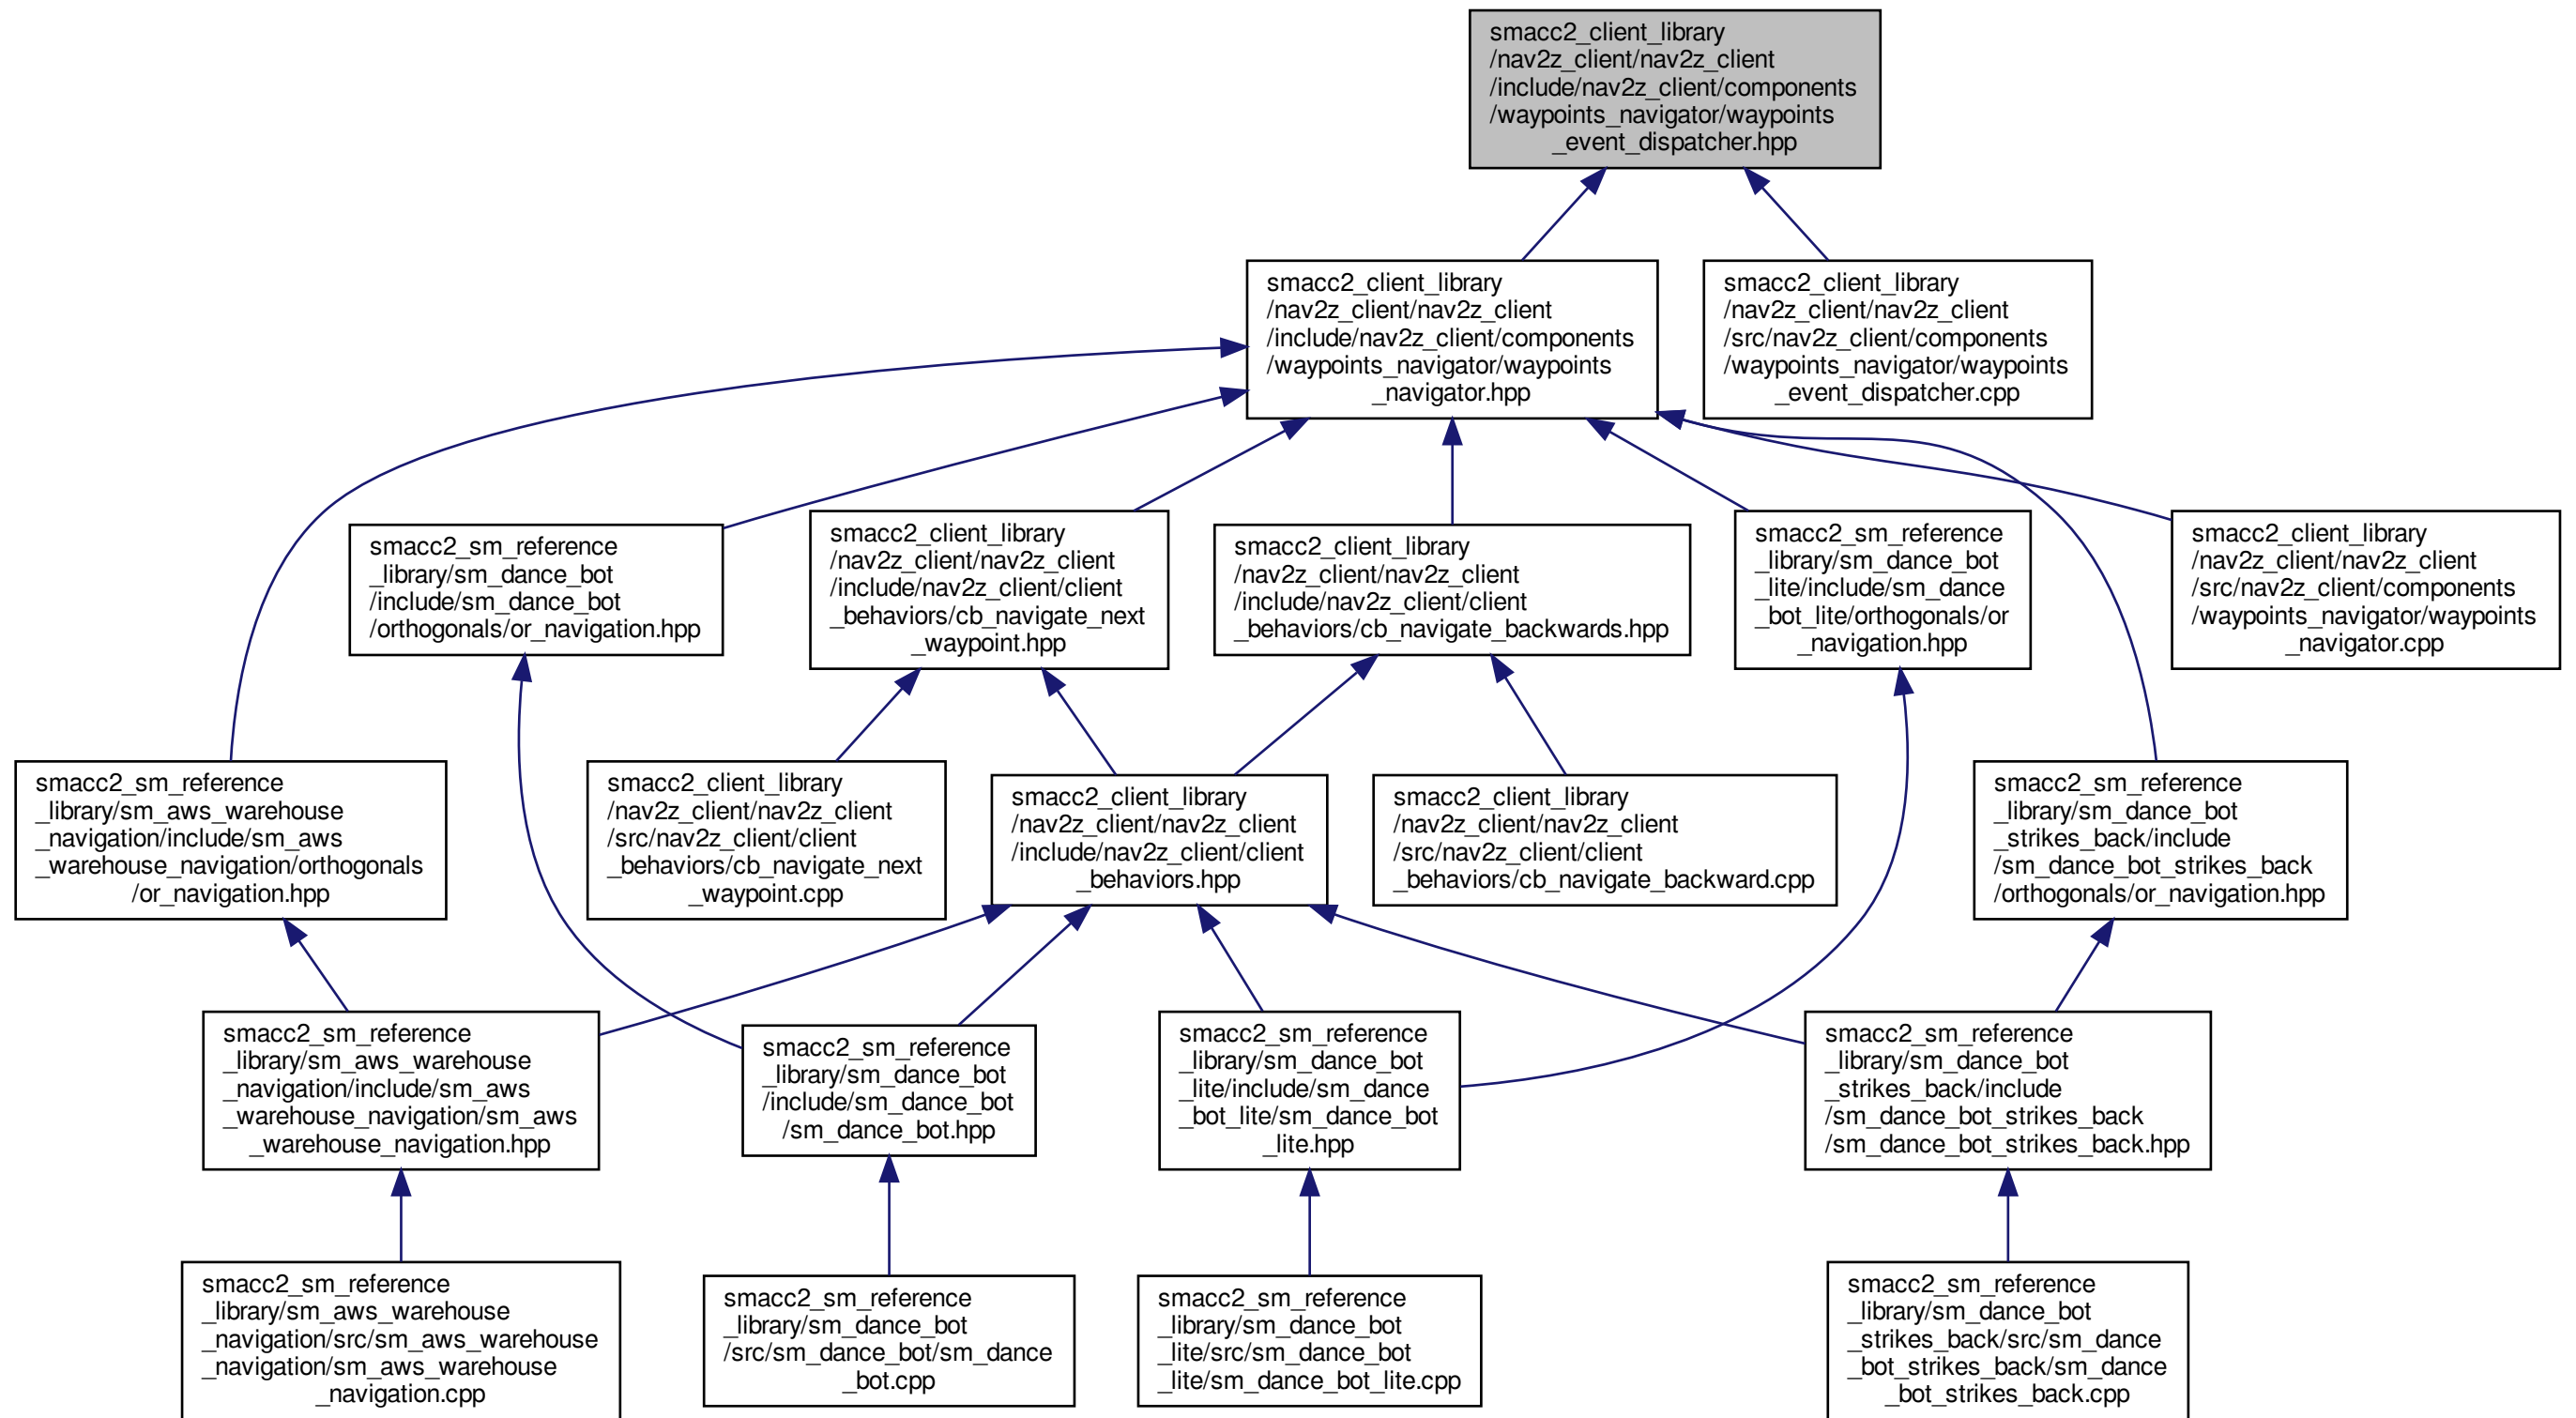 smacc2_client_library
/nav2z_client/nav2z_client
/include/nav2z_client/components
/waypoints_navigator/waypoints
_event_dispatcher.hpp
smacc2_client_library
/nav2z_client/nav2z_client
/include/nav2z_client/components
/waypoints_navigator/waypoints
_navigator.hpp
smacc2_client_library
/nav2z_client/nav2z_client
/src/nav2z_client/components
/waypoints_navigator/waypoints
_event_dispatcher.cpp
smacc2_sm_reference
_library/sm_dance_bot
/include/sm_dance_bot
/orthogonals/or_navigation.hpp
smacc2_client_library
/nav2z_client/nav2z_client
/include/nav2z_client/client
_behaviors/cb_navigate_next
_waypoint.hpp
smacc2_client_library
/nav2z_client/nav2z_client
/include/nav2z_client/client
_behaviors/cb_navigate_backwards.hpp
smacc2_sm_reference
_library/sm_dance_bot
_lite/include/sm_dance
_bot_lite/orthogonals/or
_navigation.hpp
smacc2_client_library
/nav2z_client/nav2z_client
/src/nav2z_client/components
/waypoints_navigator/waypoints
_navigator.cpp
smacc2_sm_reference
_library/sm_aws_warehouse
_navigation/include/sm_aws
_warehouse_navigation/orthogonals
/or_navigation.hpp
smacc2_client_library
/nav2z_client/nav2z_client
/src/nav2z_client/client
_behaviors/cb_navigate_next
_waypoint.cpp
smacc2_client_library
/nav2z_client/nav2z_client
/include/nav2z_client/client
_behaviors.hpp
smacc2_client_library
/nav2z_client/nav2z_client
/src/nav2z_client/client
_behaviors/cb_navigate_backward.cpp
smacc2_sm_reference
_library/sm_dance_bot
_strikes_back/include
/sm_dance_bot_strikes_back
/orthogonals/or_navigation.hpp
smacc2_sm_reference
_library/sm_aws_warehouse
_navigation/include/sm_aws
_warehouse_navigation/sm_aws
_warehouse_navigation.hpp
smacc2_sm_reference
_library/sm_dance_bot
/include/sm_dance_bot
/sm_dance_bot.hpp
smacc2_sm_reference
_library/sm_dance_bot
_lite/include/sm_dance
_bot_lite/sm_dance_bot
_lite.hpp
smacc2_sm_reference
_library/sm_dance_bot
_strikes_back/include
/sm_dance_bot_strikes_back
/sm_dance_bot_strikes_back.hpp
smacc2_sm_reference
_library/sm_aws_warehouse
_navigation/src/sm_aws_warehouse
_navigation/sm_aws_warehouse
_navigation.cpp
smacc2_sm_reference
_library/sm_dance_bot
/src/sm_dance_bot/sm_dance
_bot.cpp
smacc2_sm_reference
_library/sm_dance_bot
_lite/src/sm_dance_bot
_lite/sm_dance_bot_lite.cpp
smacc2_sm_reference
_library/sm_dance_bot
_strikes_back/src/sm_dance
_bot_strikes_back/sm_dance
_bot_strikes_back.cpp